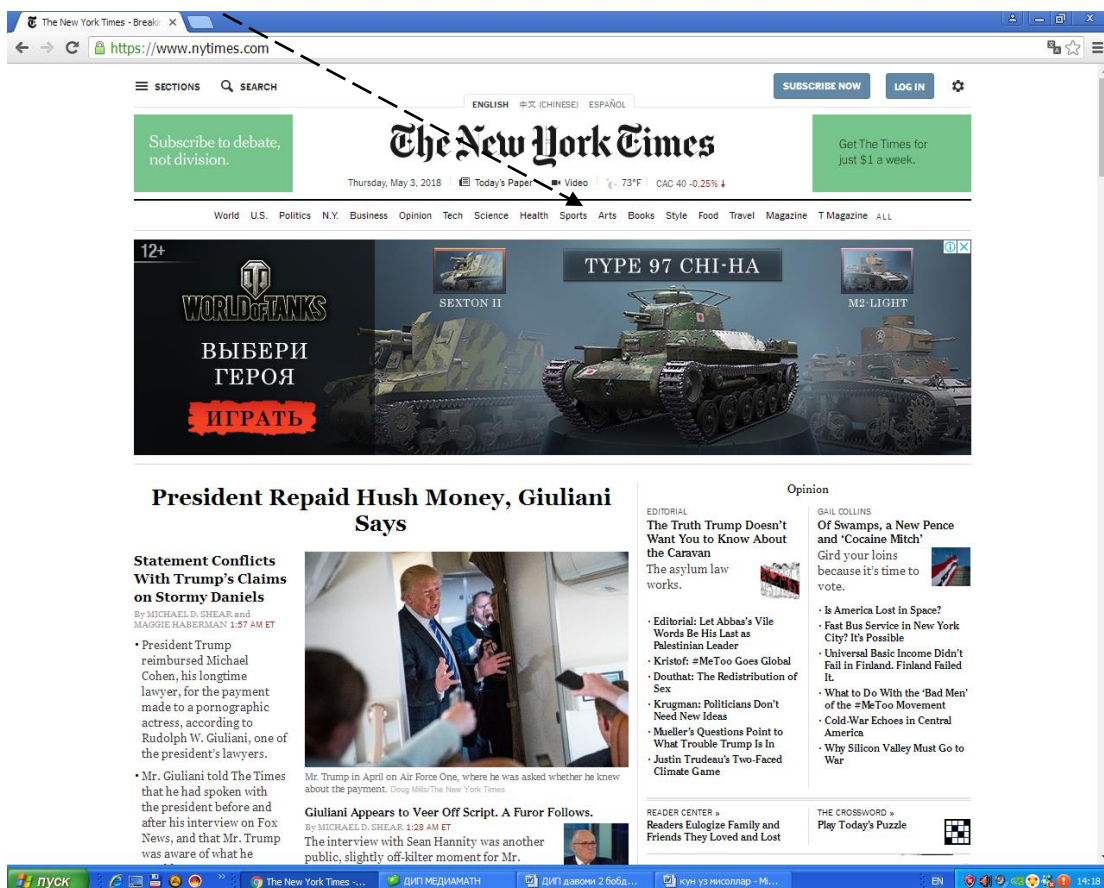 The New York Times - Breakin
https://www.nytimes.com
SECTIONS SEARCH
SUBSCRIBE NOW LOG IN
ENGLISH 中文 (CHINESE) ESPAÑOL
Subscribe to debate,
not division.
The New York Times
Get The Times for
just $1 a week.
Thursday, May 3, 2018 Today's Paper Video 73°F CAC 40 -0.25%
World U.S. Politics N.Y. Business Opinion Tech Science Health Sports Arts Books Style Food Travel Magazine T Magazine ALL
12+
WORLD OF TANKS
ВЫБЕРИ
ГЕРОЯ
ИГРАТЬ
SEXTON II
TYPE 97 CHI-HA
M2-LIGHT
President Repaid Hush Money, Giuliani
Says
Statement Conflicts
With Trump's Claims
on Stormy Daniels
By MICHAEL D. SHEAR and
MAGGIE HABERMAN 1:57 AM ET
• President Trump
reimbursed Michael
Cohen, his longtime
lawyer, for the payment
made to a pornographic
actress, according to
Rudolph W. Giuliani, one of
the president's lawyers.
• Mr. Giuliani told The Times
that he had spoken with
the president before and
after his interview on Fox
News, and that Mr. Trump
was aware of what he
Mr. Trump in April on Air Force One, where he was asked whether he knew
about the payment. Doug Mills/The New York Times
Giuliani Appears to Veer Off Script. A Furor Follows.
By MICHAEL D. SHEAR 1:28 AM ET
The interview with Sean Hannity was another
public, slightly off-kilter moment for Mr.
Opinion
EDITORIAL
The Truth Trump Doesn't
Want You to Know About
the Caravan
The asylum law
works.
· Editorial: Let Abbas's Vile
Words Be His Last as
Palestinian Leader
· Kristof: #MeToo Goes Global
· Douthat: The Redistribution of
Sex
· Krugman: Politicians Don't
Need New Ideas
· Mueller's Questions Point to
What Trouble Trump Is In
· Justin Trudeau's Two-Faced
Climate Game
GAIL COLLINS
Of Swamps, a New Pence
and 'Cocaine Mitch'
Gird your loins
because it's time to
vote.
· Is America Lost in Space?
· Fast Bus Service in New York
City? It's Possible
· Universal Basic Income Didn't
Fail in Finland. Finland Failed
It.
· What to Do With the 'Bad Men'
of the #MeToo Movement
· Cold-War Echoes in Central
America
· Why Silicon Valley Must Go to
War
READER CENTER »
Readers Eulogize Family and
Friends They Loved and Lost
THE CROSSWORD »
Play Today's Puzzle
пуск The New York Times -... ДИП МЕДИАМАТН ДИП давоми 2 бобд... кун уз мисоллар - Mi... EN 14:18